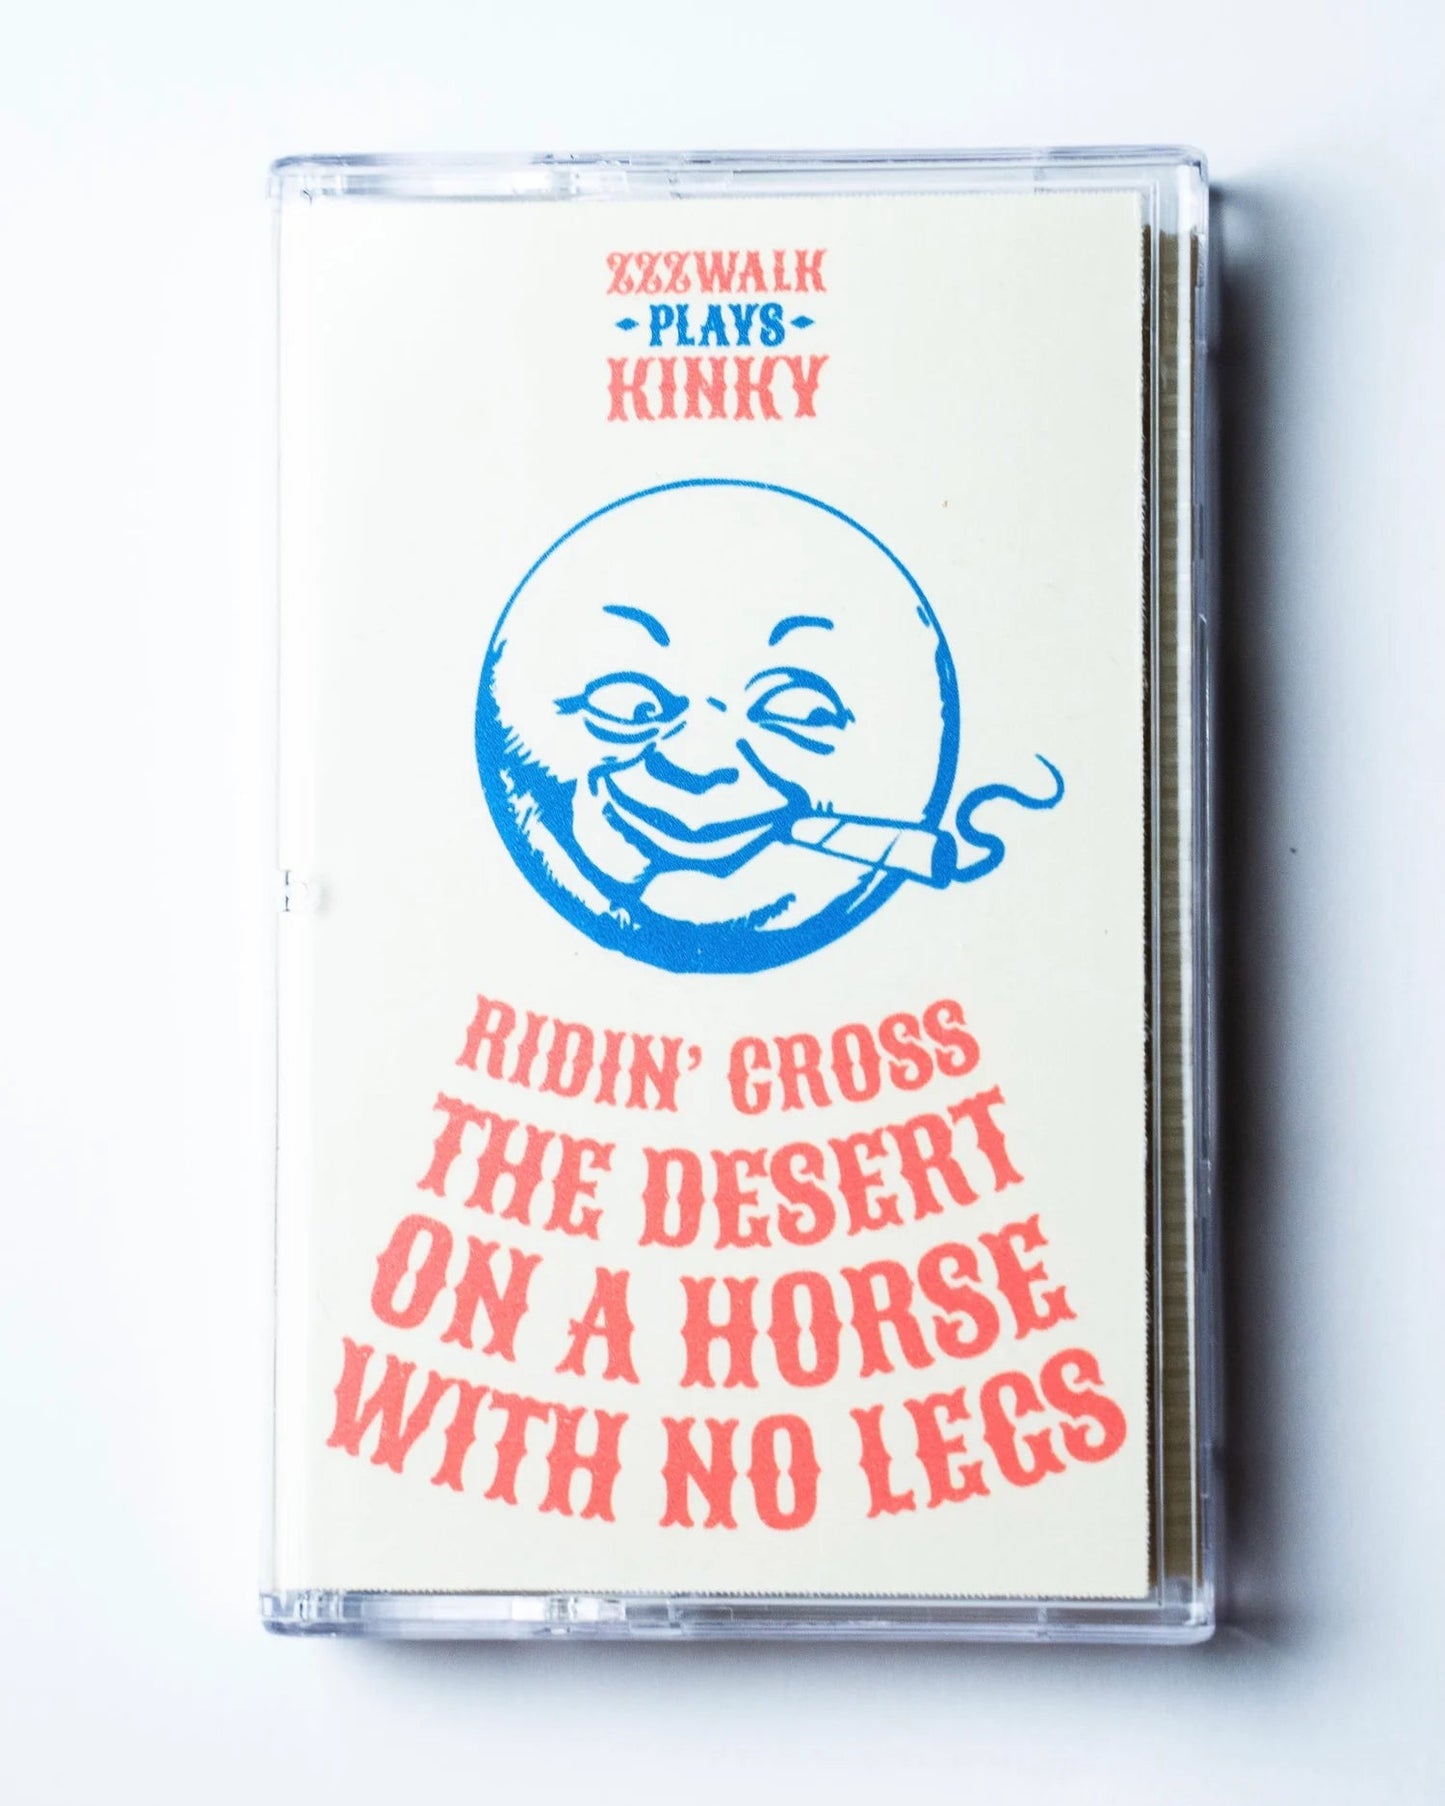 ZZZWALK
PLAYS
KINKY
RIDIN' CROSS
THE DESERT
ON A HORSE
WITH NO LEGS